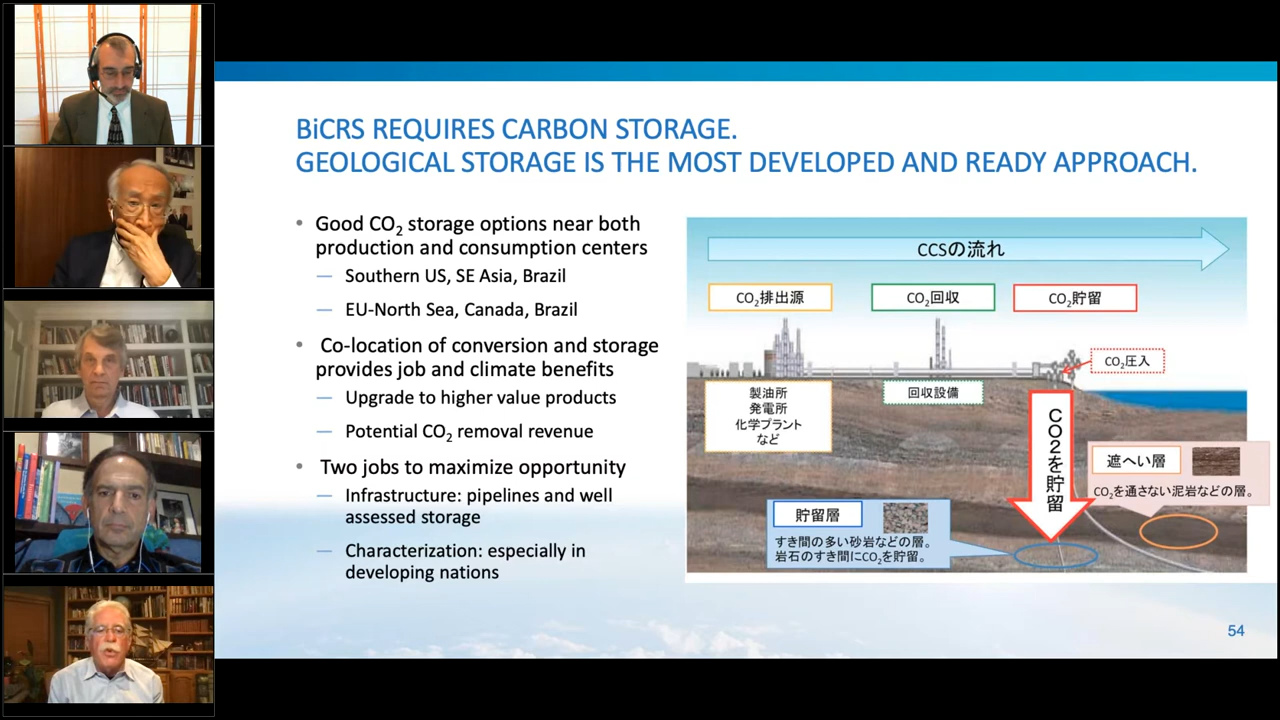 BiCRS REQUIRES CARBON STORAGE.
GEOLOGICAL STORAGE IS THE MOST DEVELOPED AND READY APPROACH.
• Good CO₂ storage options near both
production and consumption centers
— Southern US, SE Asia, Brazil
— EU-North Sea, Canada, Brazil
• Co-location of conversion and storage
provides job and climate benefits
— Upgrade to higher value products
— Potential CO₂ removal revenue
• Two jobs to maximize opportunity
— Infrastructure: pipelines and well
assessed storage
— Characterization: especially in
developing nations
CCSの流れ
CO₂排出源
CO₂回収
CO₂貯留
CO₂圧入
製油所
発電所
化学プラント
など
回収設備
CO2を貯留
遮へい層
CO₂を通さない泥岩などの層。
貯留層
すき間の多い砂岩などの層。
岩石のすき間にCO₂を貯留。
54